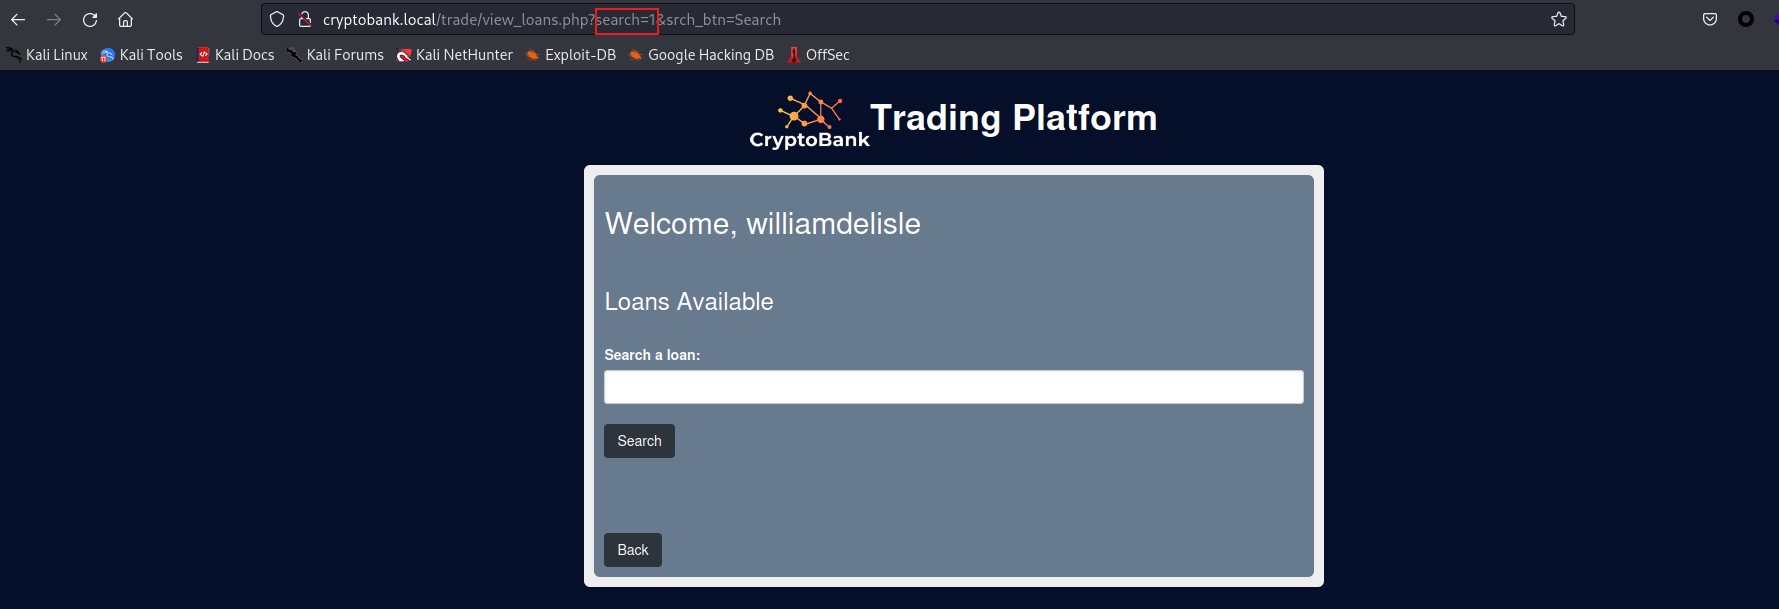 cryptobank.local/trade/view_loans.php?search=1&srch_btn=Search
Kali Linux Kali Tools Kali Docs Kali Forums Kali NetHunter Exploit-DB Google Hacking DB OffSec
CryptoBank
Trading Platform
Welcome, williamdelisle
Loans Available
Search a loan:
Search
Back